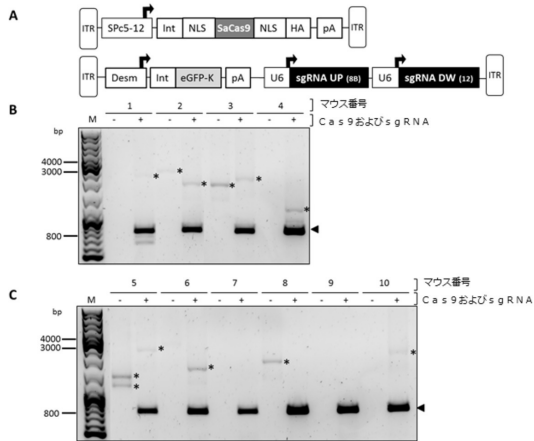 A
ITR SPc5-12 Int NLS SaCas9 NLS HA pA ITR
ITR Desm Int eGFP-K pA U6 sgRNA UP (8B) U6 sgRNA DW (12) ITR
B
1 2 3 4 マウス番号
M - + - + - + - + Cas9およびsgRNA
bp
4000
3000
* * * * * *
800
5 6 7 8 9 10 マウス番号
C
M - + - + - + - + - + - + Cas9およびsgRNA
bp
4000
3000
* * * * * *
800